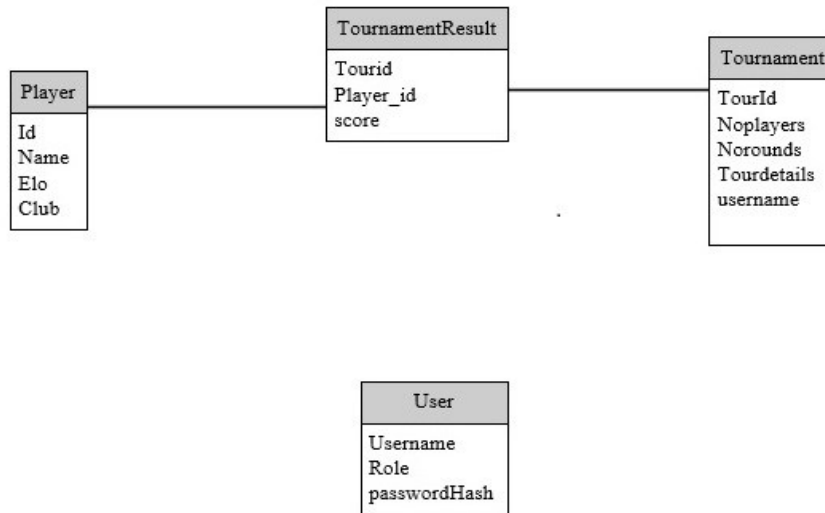 Player
Id
Name
Elo
Club
TournamentResult
Tourid
Player_id
score
Tournament
TourId
Noplayers
Norounds
Tourdetails
username
User
Username
Role
passwordHash